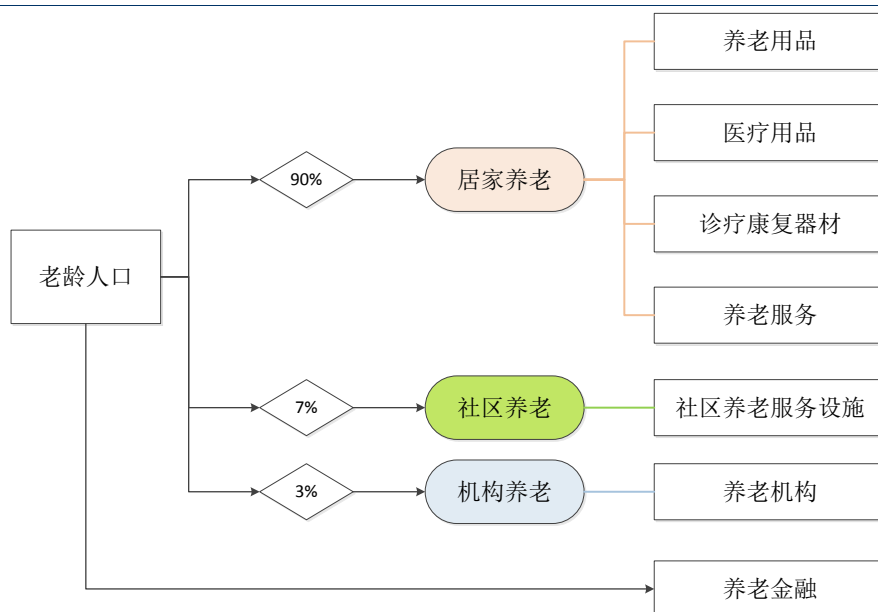 养老用品
医疗用品
90%
居家养老
诊疗康复器材
老龄人口
养老服务
7%
社区养老
社区养老服务设施
3%
机构养老
养老机构
养老金融